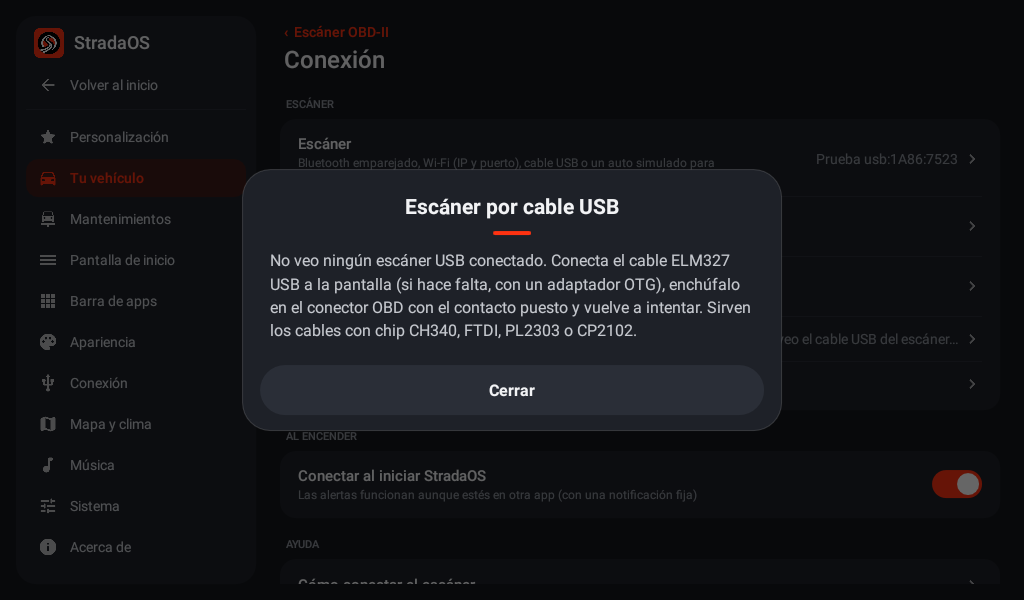 StradaOS
Volver al inicio
Personalización
Tu vehículo
Mantenimientos
Pantalla de inicio
Barra de apps
Apariencia
Conexión
Mapa y clima
Música
Sistema
Acerca de
‹ Escáner OBD-II
Conexión
ESCÁNER
Escáner
Bluetooth emparejado, Wi-Fi (IP y puerto), cable USB o un auto simulado para
Prueba usb:1A86:7523
Escáner por cable USB
No veo ningún escáner USB conectado. Conecta el cable ELM327
USB a la pantalla (si hace falta, con un adaptador OTG), enchúfalo
en el conector OBD con el contacto puesto y vuelve a intentar. Sirven
los cables con chip CH340, FTDI, PL2303 o CP2102.
Cerrar
veo el cable USB del escáner...
AL ENCENDER
Conectar al iniciar StradaOS
Las alertas funcionan aunque estés en otra app (con una notificación fija)
AYUDA
Cómo conectar el escáner